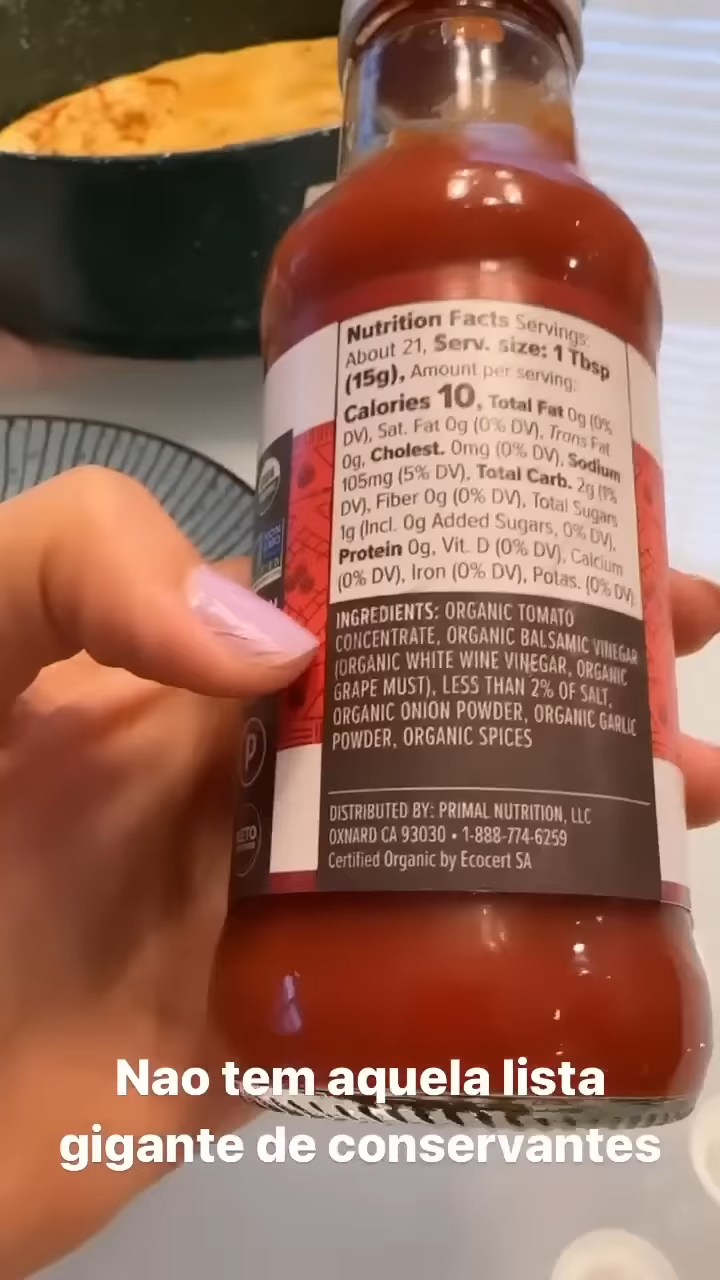 Nutrition Facts Servings:
About 21, Serv. size: 1 Tbsp
(15g), Amount per serving:
Calories 10, Total Fat 0g (0%
DV), Sat. Fat 0g (0% DV), Trans Fat
0g, Cholest. 0mg (0% DV), Sodium
105mg (5% DV), Total Carb. 2g (1%
DV), Fiber 0g (0% DV), Total Sugars
1g (Incl. 0g Added Sugars, 0% DV),
Protein 0g, Vit. D (0% DV), Calcium
(0% DV), Iron (0% DV), Potas. (0% DV)
INGREDIENTS: ORGANIC TOMATO
CONCENTRATE, ORGANIC BALSAMIC VINEGAR
(ORGANIC WHITE WINE VINEGAR, ORGANIC
GRAPE MUST), LESS THAN 2% OF SALT,
ORGANIC ONION POWDER, ORGANIC GARLIC
POWDER, ORGANIC SPICES
DISTRIBUTED BY: PRIMAL NUTRITION, LLC
OXNARD CA 93030 • 1-888-774-6259
Certified Organic by Ecocert SA
NON
GMO
P
KETO
Nao tem aquela lista
gigante de conservantes